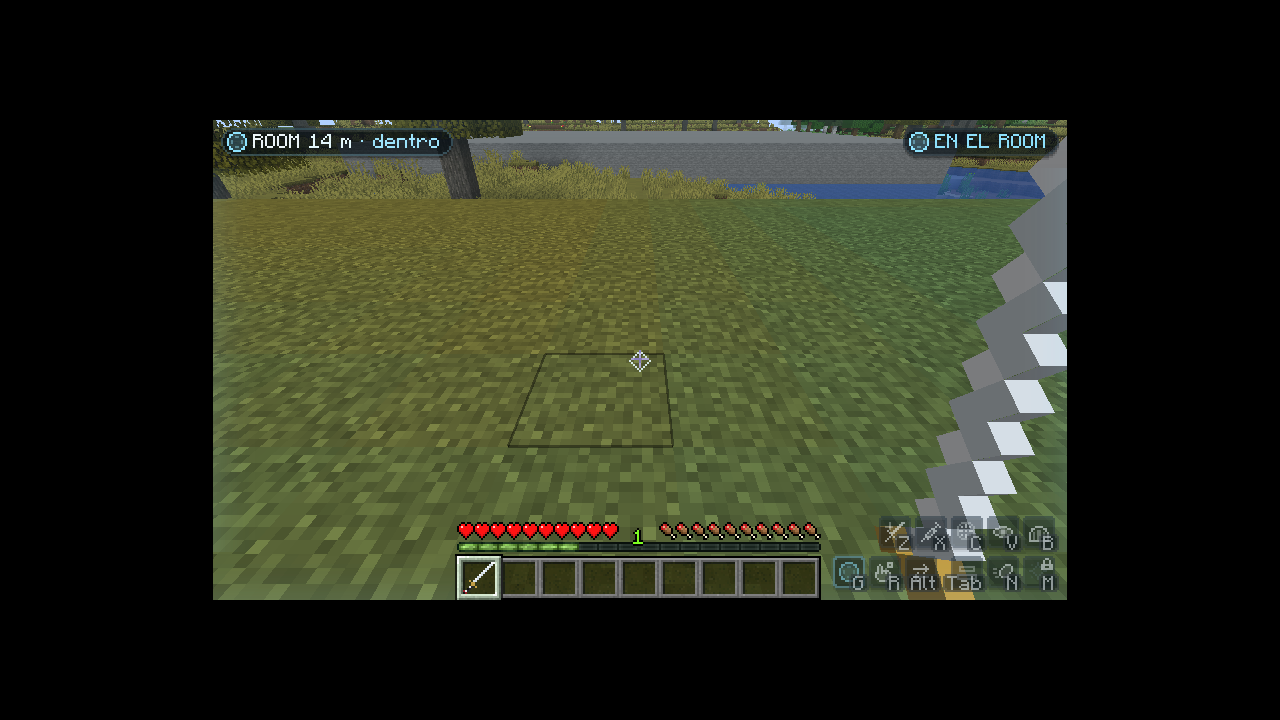 ROOM 14 m · dentro
EN EL ROOM
1
Z X C V B
G R Alt Tab N M